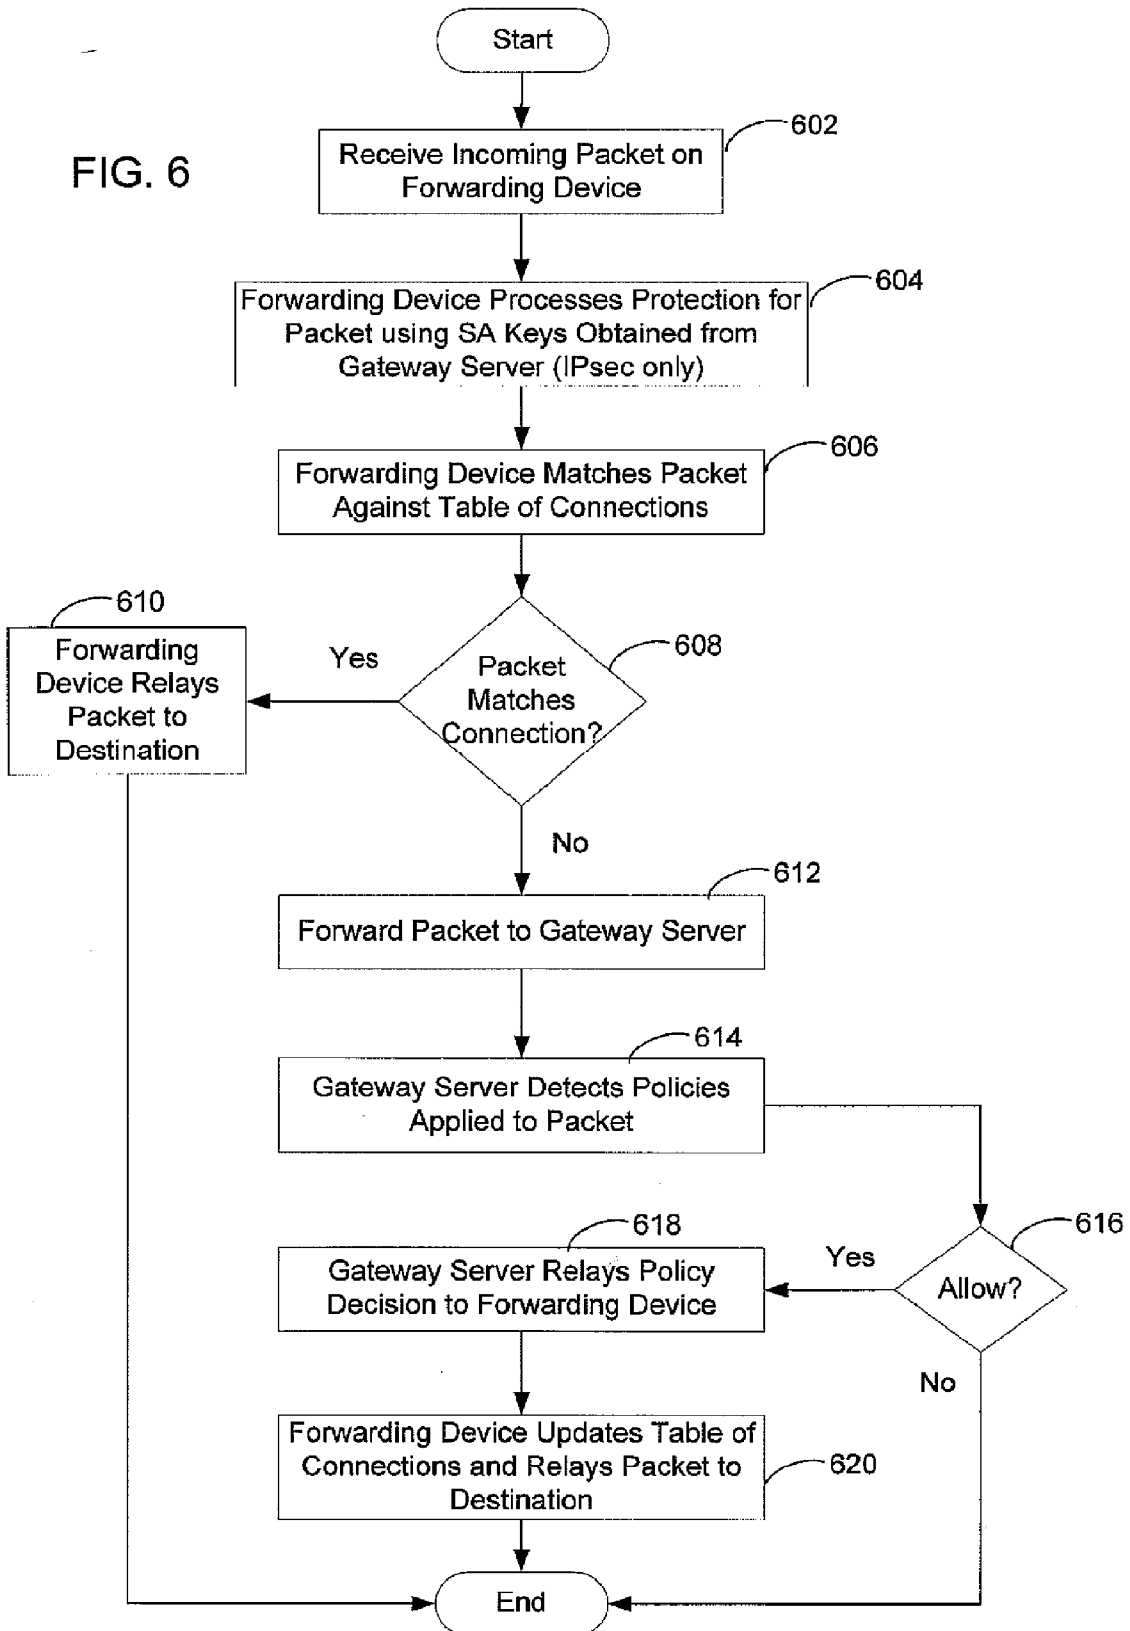 Start
602
FIG. 6
Receive Incoming Packet on
Forwarding Device
604
Forwarding Device Processes Protection for
Packet using SA Keys Obtained from
Gateway Server (IPsec only)
606
Forwarding Device Matches Packet
Against Table of Connections
610
Forwarding
Device Relays
Packet to
Destination
Yes
608
Packet
Matches
Connection?
No
612
Forward Packet to Gateway Server
614
Gateway Server Detects Policies
Applied to Packet
616
Allow?
Yes
618
Gateway Server Relays Policy
Decision to Forwarding Device
No
Forwarding Device Updates Table of
Connections and Relays Packet to
Destination
620
End